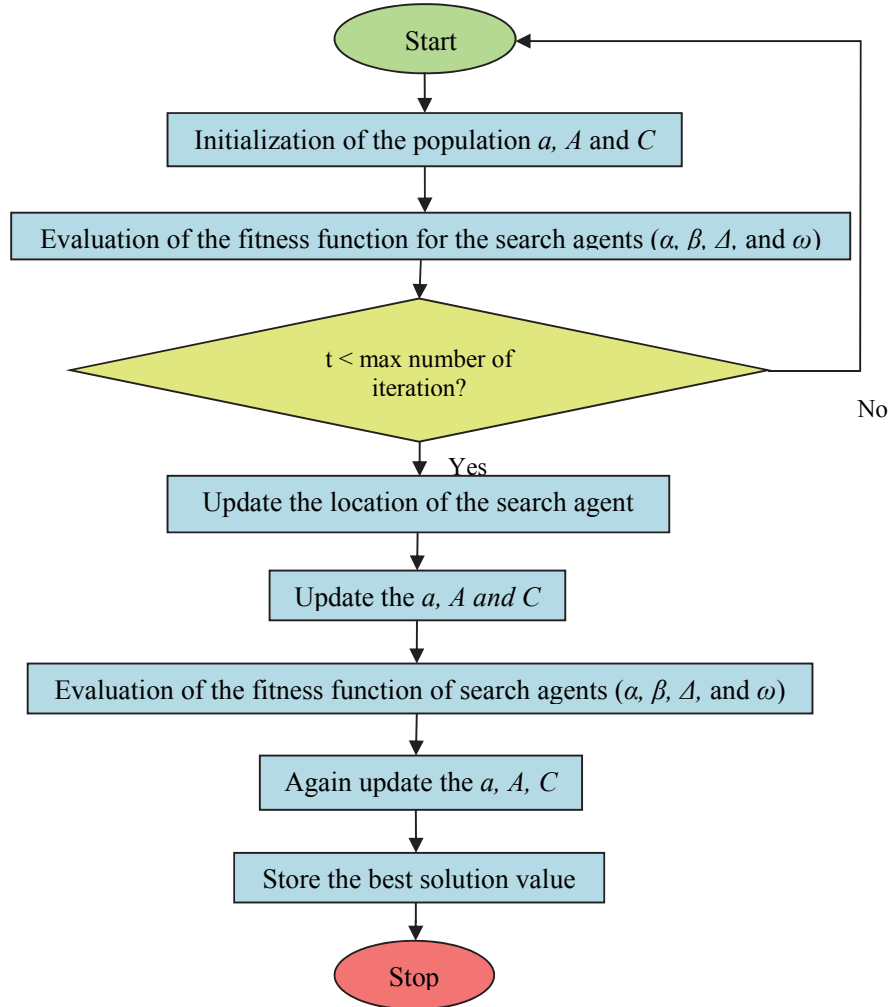 Start
Initialization of the population a, A and C
Evaluation of the fitness function for the search agents (α, β, Δ, and ω)
t < max number of
iteration?
No
Yes
Update the location of the search agent
Update the a, A and C
Evaluation of the fitness function of search agents (α, β, Δ, and ω)
Again update the a, A, C
Store the best solution value
Stop